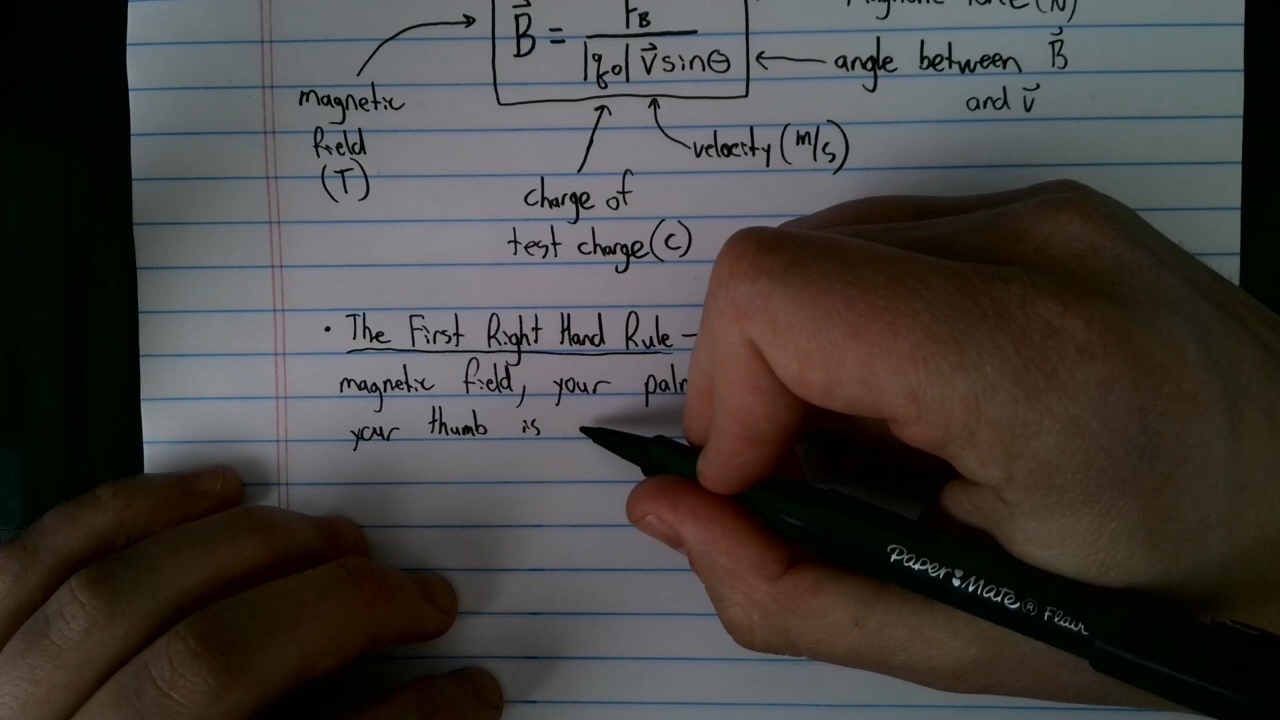 B⃗ = F_B / |q₀| v⃗ sinθ
(N)
angle between B⃗
and v⃗
magnetic
field
(T)
velocity (m/s)
charge of
test charge (C)
• The First Right Hand Rule –
magnetic field, your
your thumb is
Paper Mate ® Flair